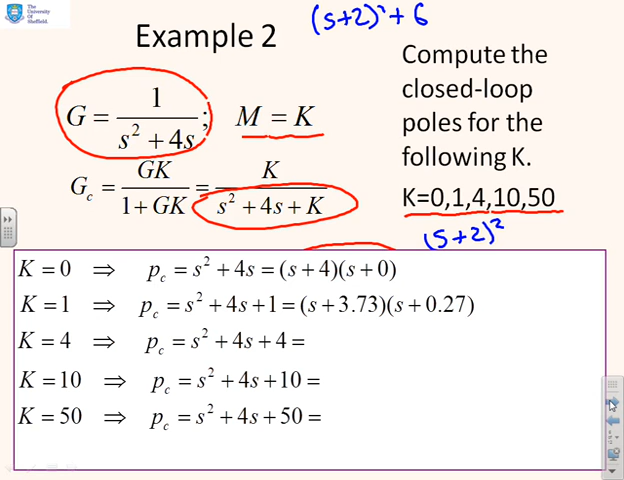 The University Of Sheffield.
(s+2)² + 6
Example 2
G = 1 / (s² + 4s) ; M = K
G_c = GK / (1 + GK) = K / (s² + 4s + K)
Compute the
closed-loop
poles for the
following K.
K=0,1,4,10,50
(s+2)²
K = 0 ⇒ p_c = s² + 4s = (s + 4)(s + 0)
K = 1 ⇒ p_c = s² + 4s + 1 = (s + 3.73)(s + 0.27)
K = 4 ⇒ p_c = s² + 4s + 4 =
K = 10 ⇒ p_c = s² + 4s + 10 =
K = 50 ⇒ p_c = s² + 4s + 50 =